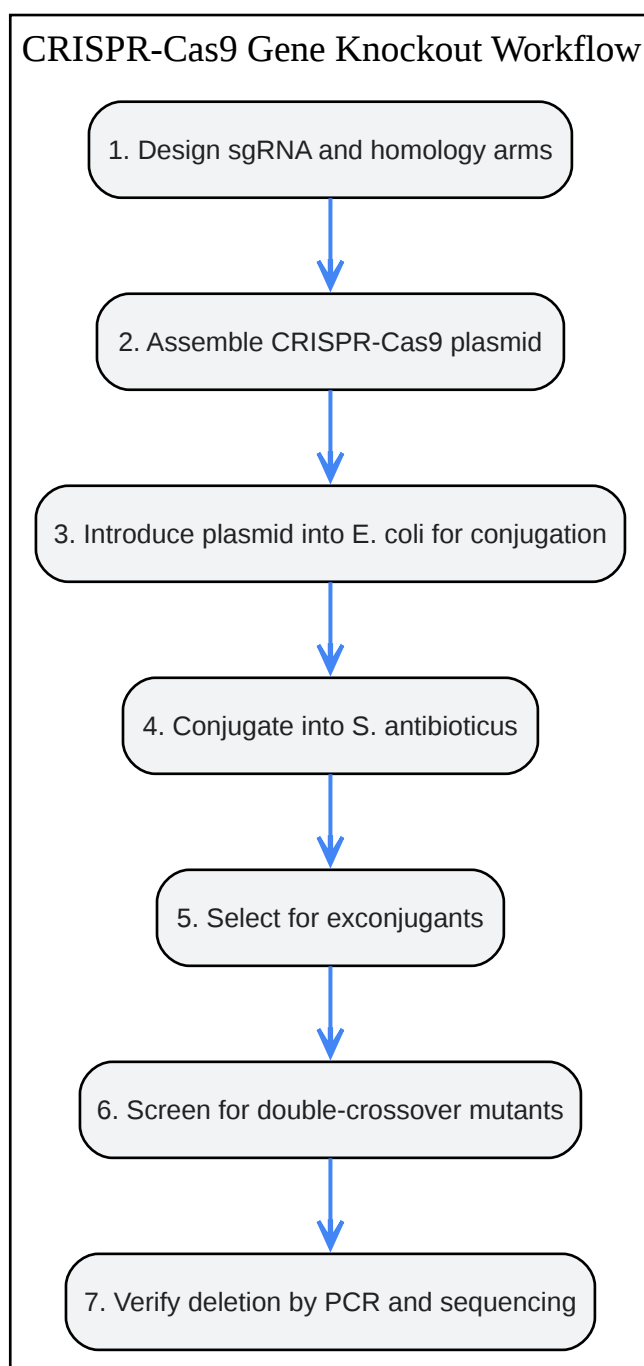 CRISPR-Cas9 Gene Knockout Workflow
1. Design sgRNA and homology arms
2. Assemble CRISPR-Cas9 plasmid
3. Introduce plasmid into E. coli for conjugation
4. Conjugate into S. antibioticus
5. Select for exconjugants
6. Screen for double-crossover mutants
7. Verify deletion by PCR and sequencing